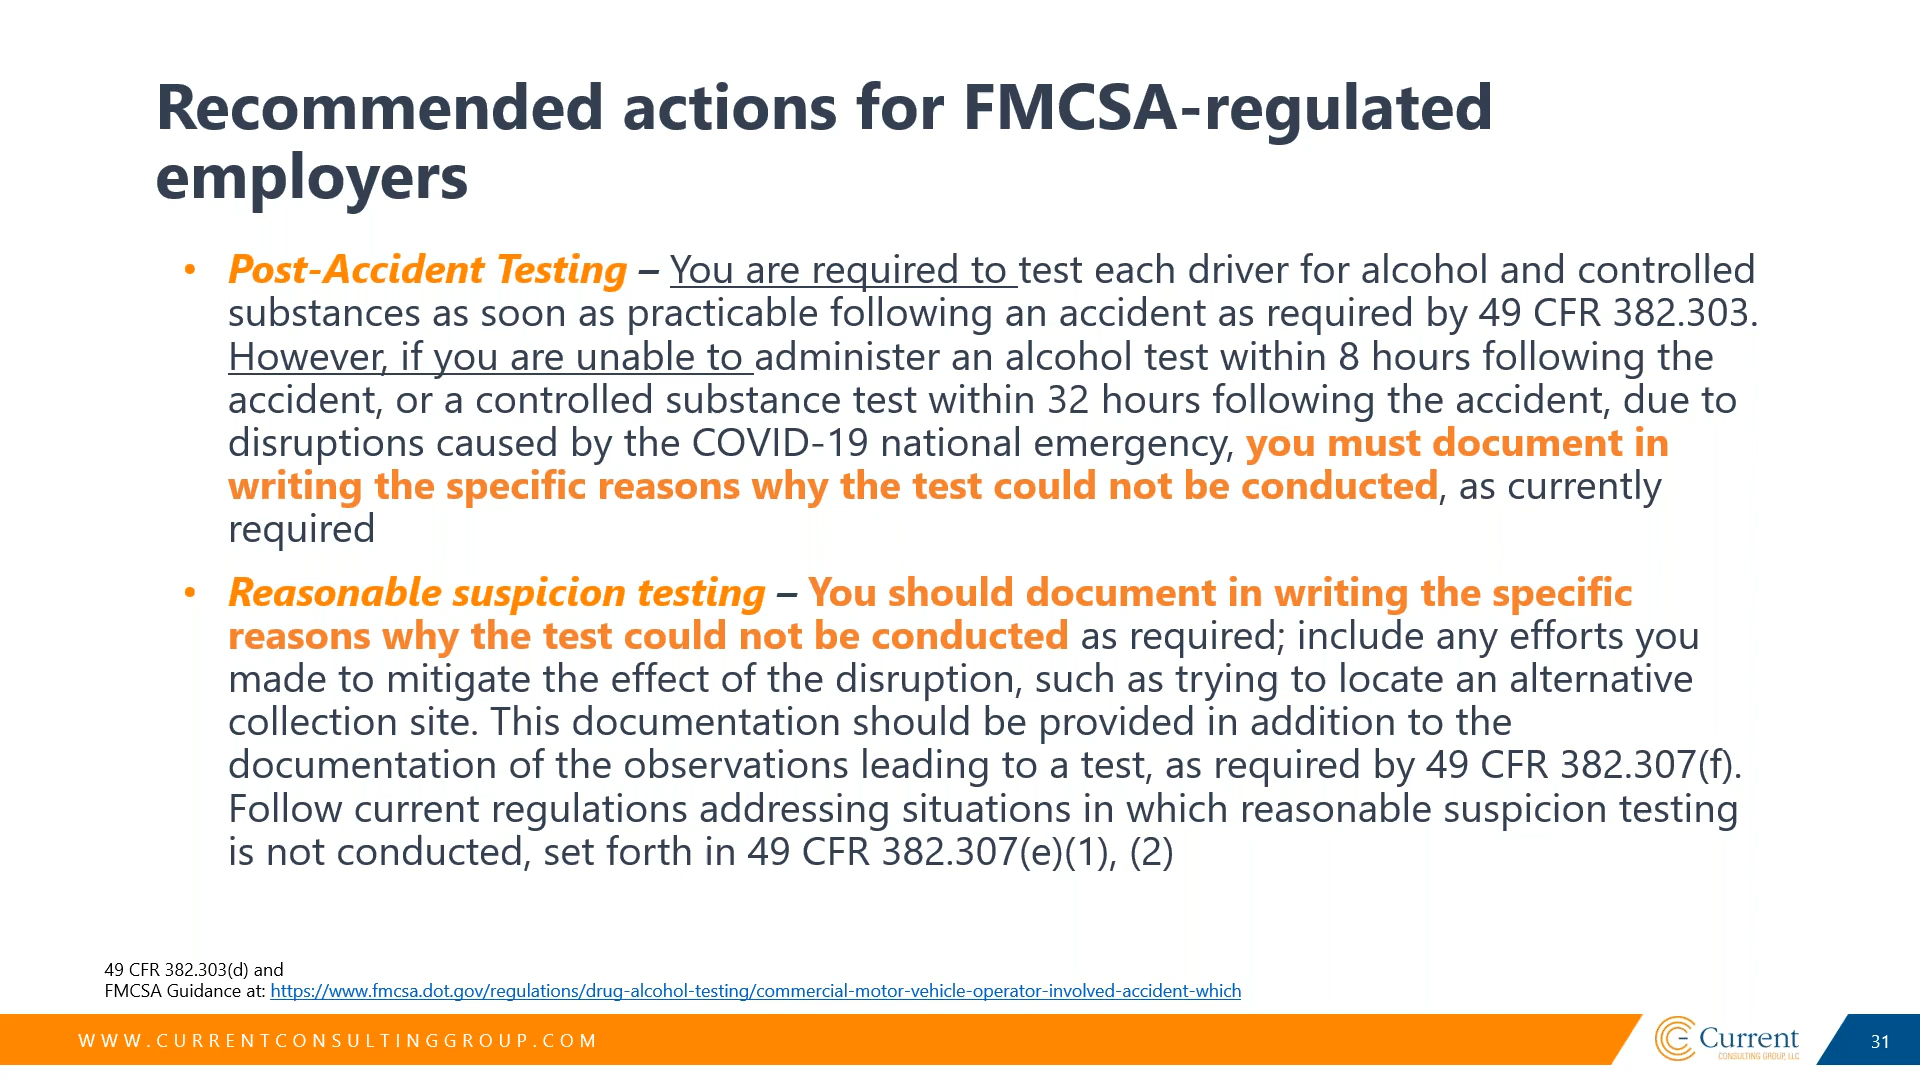 Recommended actions for FMCSA-regulated
employers
• Post-Accident Testing – You are required to test each driver for alcohol and controlled
substances as soon as practicable following an accident as required by 49 CFR 382.303.
However, if you are unable to administer an alcohol test within 8 hours following the
accident, or a controlled substance test within 32 hours following the accident, due to
disruptions caused by the COVID-19 national emergency, you must document in
writing the specific reasons why the test could not be conducted, as currently
required
• Reasonable suspicion testing – You should document in writing the specific
reasons why the test could not be conducted as required; include any efforts you
made to mitigate the effect of the disruption, such as trying to locate an alternative
collection site. This documentation should be provided in addition to the
documentation of the observations leading to a test, as required by 49 CFR 382.307(f).
Follow current regulations addressing situations in which reasonable suspicion testing
is not conducted, set forth in 49 CFR 382.307(e)(1), (2)
49 CFR 382.303(d) and
FMCSA Guidance at: https://www.fmcsa.dot.gov/regulations/drug-alcohol-testing/commercial-motor-vehicle-operator-involved-accident-which
WWW.CURRENTCONSULTINGGROUP.COM
Current
CONSULTING GROUP, LLC
31